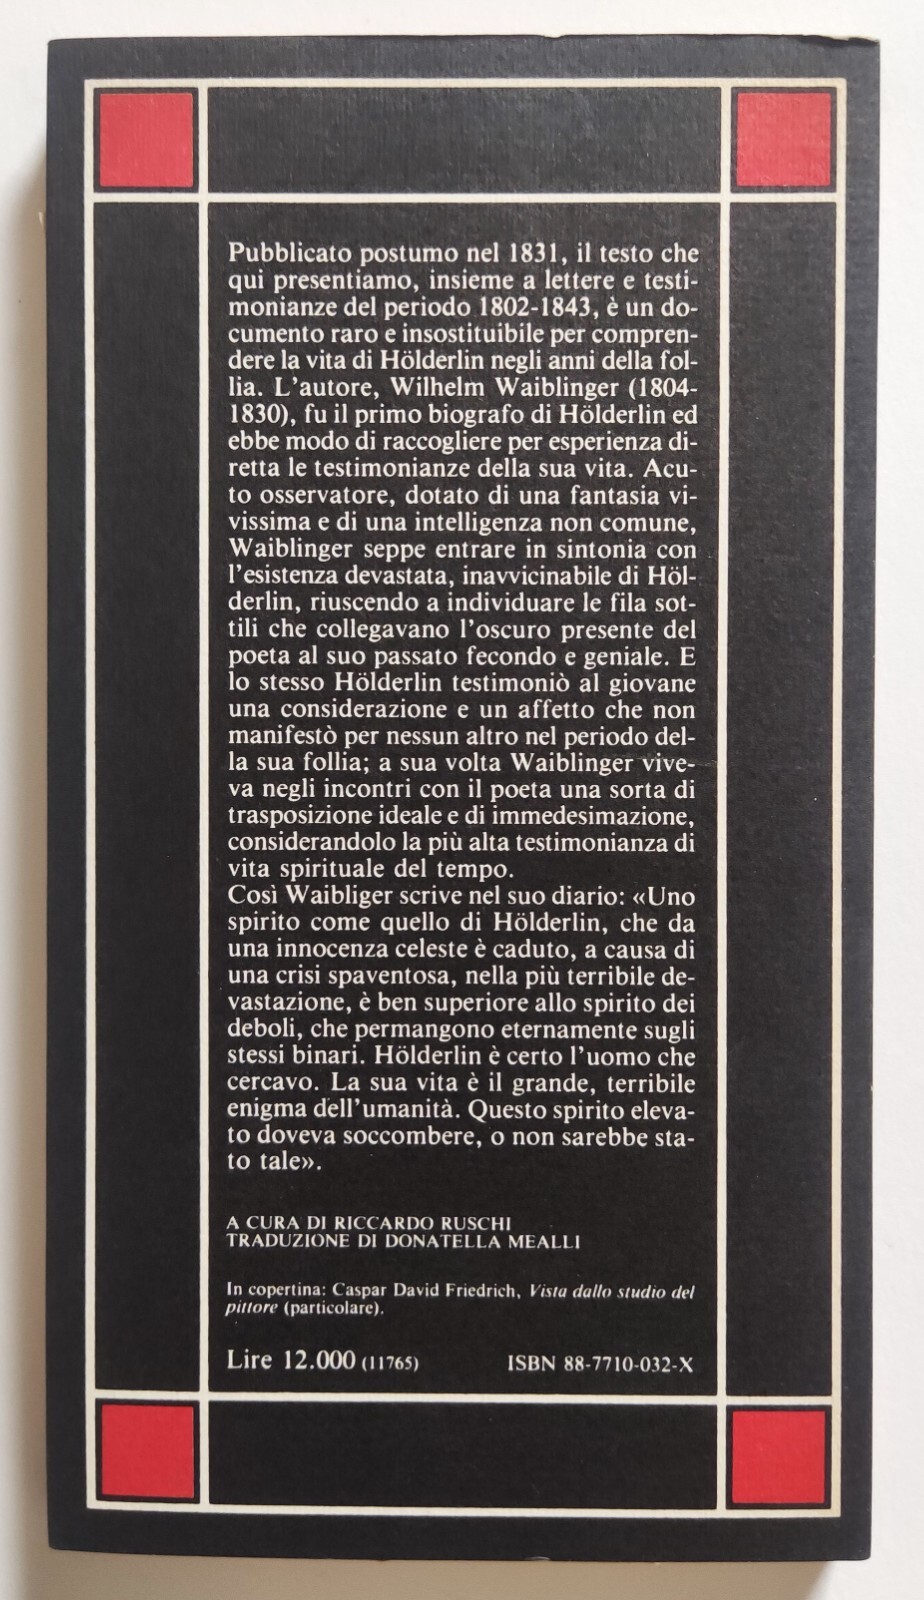 Pubblicato postumo nel 1831, il testo che
qui presentiamo, insieme a lettere e testi-
monianze del periodo 1802-1843, è un do-
cumento raro e insostituibile per compren-
dere la vita di Hölderlin negli anni della fol-
lia. L'autore, Wilhelm Waiblinger (1804-
1830), fu il primo biografo di Hölderlin ed
ebbe modo di raccogliere per esperienza di-
retta le testimonianze della sua vita. Acu-
to osservatore, dotato di una fantasia vi-
vissima e di una intelligenza non comune,
Waiblinger seppe entrare in sintonia con
l'esistenza devastata, inavvicinabile di Höl-
derlin, riuscendo a individuare le fila sot-
tili che collegavano l'oscuro presente del
poeta al suo passato fecondo e geniale. E
lo stesso Hölderlin testimoniò al giovane
una considerazione e un affetto che non
manifestò per nessun altro nel periodo del-
la sua follia; a sua volta Waiblinger vive-
va negli incontri con il poeta una sorta di
trasposizione ideale e di immedesimazione,
considerandolo la più alta testimonianza di
vita spirituale del tempo.
Così Waibliger scrive nel suo diario: «Uno
spirito come quello di Hölderlin, che da
una innocenza celeste è caduto, a causa di
una crisi spaventosa, nella più terribile de-
vastazione, è ben superiore allo spirito dei
deboli, che permangono eternamente sugli
stessi binari. Hölderlin è certo l'uomo che
cercavo. La sua vita è il grande, terribile
enigma dell'umanità. Questo spirito eleva-
to doveva soccombere, o non sarebbe sta-
to tale».
A CURA DI RICCARDO RUSCHI
TRADUZIONE DI DONATELLA MEALLI
In copertina: Caspar David Friedrich, Vista dallo studio del
pittore (particolare).
Lire 12.000 (11765) ISBN 88-7710-032-X